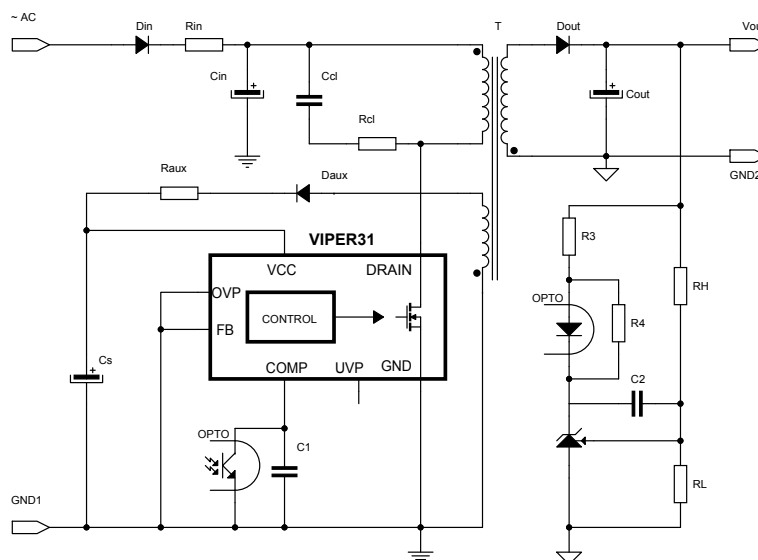 ~ AC
Din
Rin
T
Dout
Vou
Cin
+
Ccl
+
Cout
Rcl
GND2
Raux
Daux
VIPER31
VCC
DRAIN
OVP
CONTROL
FB
COMP
UVP
GND
R3
OPTO
RH
R4
Cs
+
C2
OPTO
C1
RL
GND1